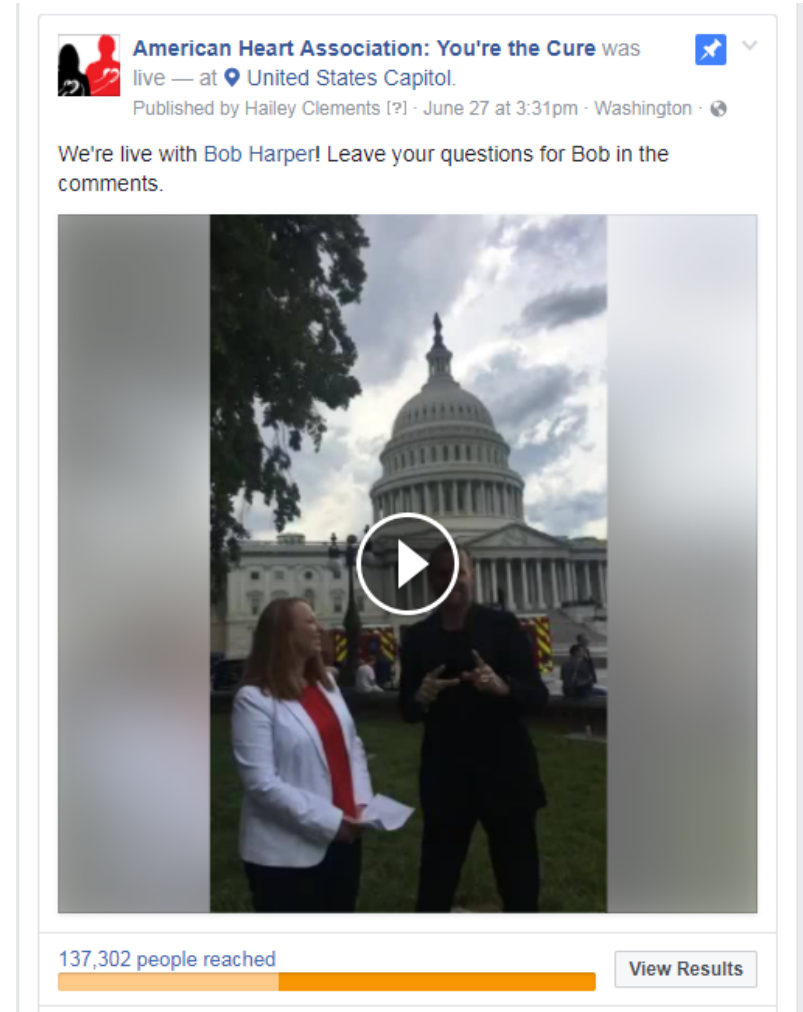 American Heart Association: You're the Cure was
live — at United States Capitol.
Published by Hailey Clements [?] · June 27 at 3:31pm · Washington ·
We're live with Bob Harper! Leave your questions for Bob in the
comments.
137,302 people reached
View Results